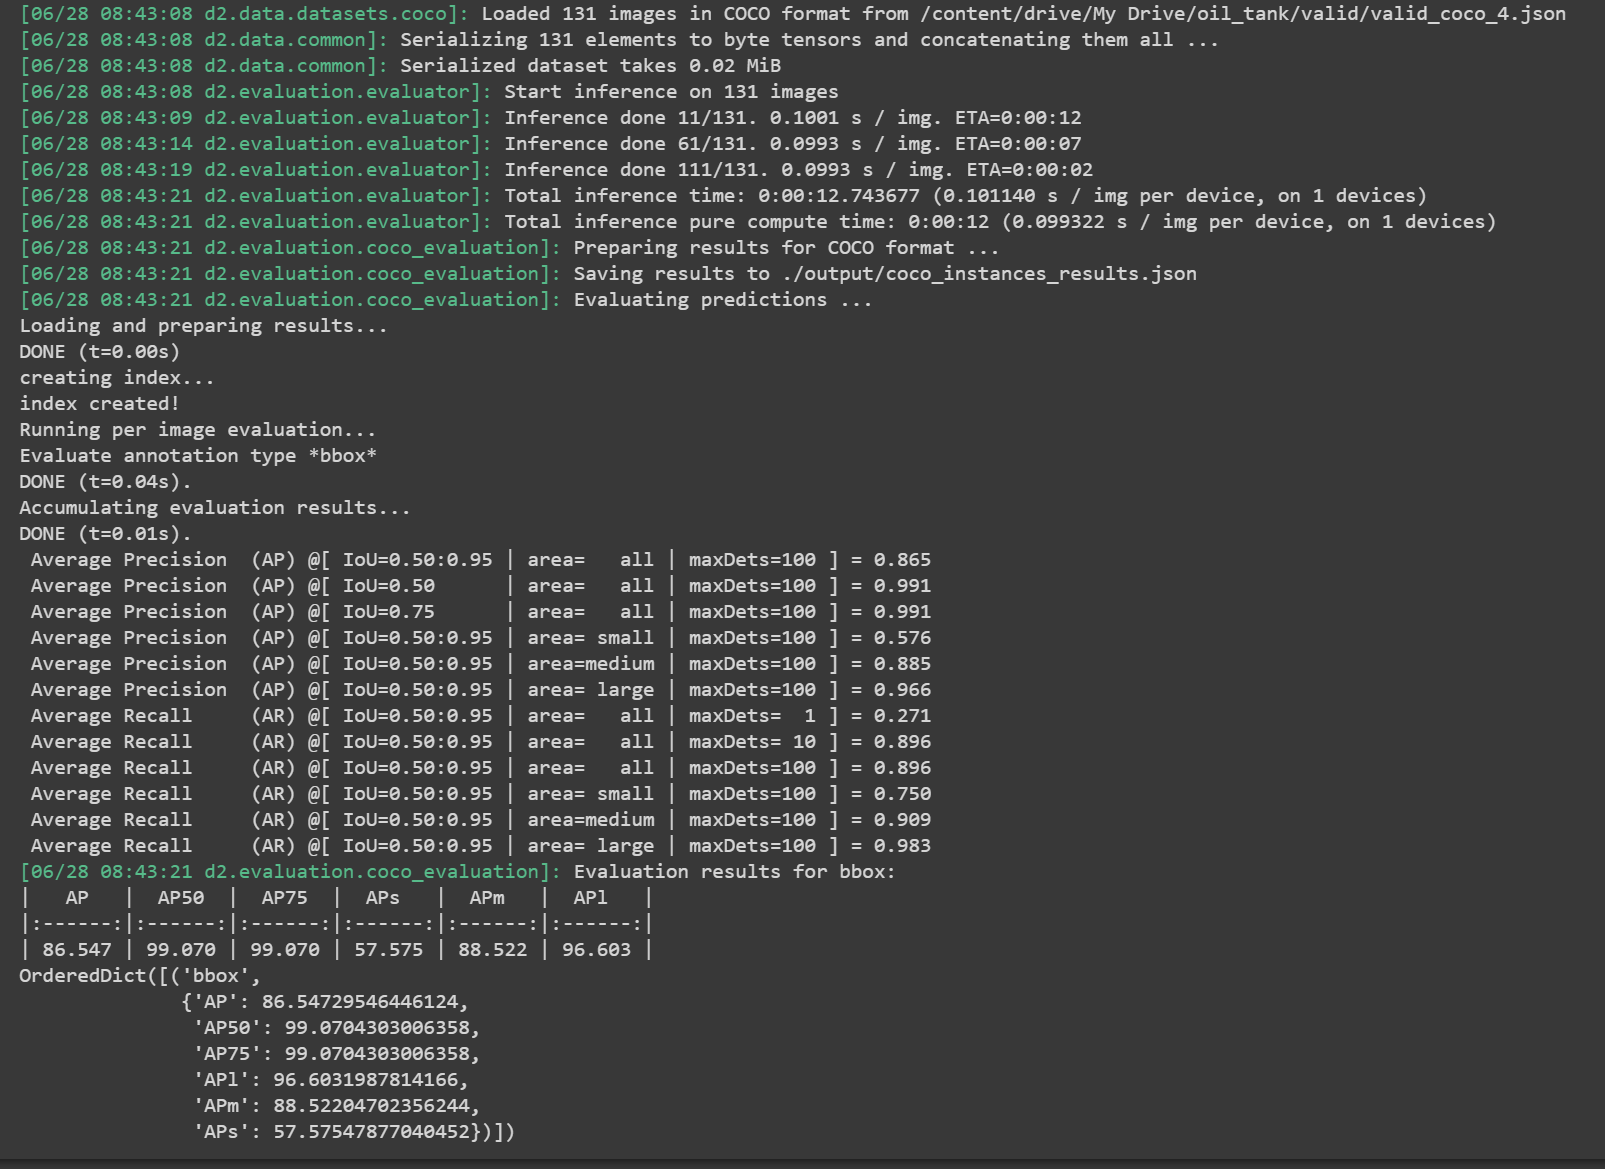 [06/28 08:43:08 d2.data.datasets.coco]: Loaded 131 images in COCO format from /content/drive/My Drive/oil_tank/valid/valid_coco_4.json
[06/28 08:43:08 d2.data.common]: Serializing 131 elements to byte tensors and concatenating them all ...
[06/28 08:43:08 d2.data.common]: Serialized dataset takes 0.02 MiB
[06/28 08:43:08 d2.evaluation.evaluator]: Start inference on 131 images
[06/28 08:43:09 d2.evaluation.evaluator]: Inference done 11/131. 0.1001 s / img. ETA=0:00:12
[06/28 08:43:14 d2.evaluation.evaluator]: Inference done 61/131. 0.0993 s / img. ETA=0:00:07
[06/28 08:43:19 d2.evaluation.evaluator]: Inference done 111/131. 0.0993 s / img. ETA=0:00:02
[06/28 08:43:21 d2.evaluation.evaluator]: Total inference time: 0:00:12.743677 (0.101140 s / img per device, on 1 devices)
[06/28 08:43:21 d2.evaluation.evaluator]: Total inference pure compute time: 0:00:12 (0.099322 s / img per device, on 1 devices)
[06/28 08:43:21 d2.evaluation.coco_evaluation]: Preparing results for COCO format ...
[06/28 08:43:21 d2.evaluation.coco_evaluation]: Saving results to ./output/coco_instances_results.json
[06/28 08:43:21 d2.evaluation.coco_evaluation]: Evaluating predictions ...
Loading and preparing results...
DONE (t=0.00s)
creating index...
index created!
Running per image evaluation...
Evaluate annotation type *bbox*
DONE (t=0.04s).
Accumulating evaluation results...
DONE (t=0.01s).
 Average Precision  (AP) @[ IoU=0.50:0.95 | area=   all | maxDets=100 ] = 0.865
 Average Precision  (AP) @[ IoU=0.50      | area=   all | maxDets=100 ] = 0.991
 Average Precision  (AP) @[ IoU=0.75      | area=   all | maxDets=100 ] = 0.991
 Average Precision  (AP) @[ IoU=0.50:0.95 | area= small | maxDets=100 ] = 0.576
 Average Precision  (AP) @[ IoU=0.50:0.95 | area=medium | maxDets=100 ] = 0.885
 Average Precision  (AP) @[ IoU=0.50:0.95 | area= large | maxDets=100 ] = 0.966
 Average Recall     (AR) @[ IoU=0.50:0.95 | area=   all | maxDets=  1 ] = 0.271
 Average Recall     (AR) @[ IoU=0.50:0.95 | area=   all | maxDets= 10 ] = 0.896
 Average Recall     (AR) @[ IoU=0.50:0.95 | area=   all | maxDets=100 ] = 0.896
 Average Recall     (AR) @[ IoU=0.50:0.95 | area= small | maxDets=100 ] = 0.750
 Average Recall     (AR) @[ IoU=0.50:0.95 | area=medium | maxDets=100 ] = 0.909
 Average Recall     (AR) @[ IoU=0.50:0.95 | area= large | maxDets=100 ] = 0.983
[06/28 08:43:21 d2.evaluation.coco_evaluation]: Evaluation results for bbox:
|   AP   |  AP50  |  AP75  |  APs   |  APm   |  APl   |
|:------:|:------:|:------:|:------:|:------:|:------:|
| 86.547 | 99.070 | 99.070 | 57.575 | 88.522 | 96.603 |
OrderedDict([('bbox',
              {'AP': 86.54729546446124,
               'AP50': 99.0704303006358,
               'AP75': 99.0704303006358,
               'APl': 96.6031987814166,
               'APm': 88.52204702356244,
               'APs': 57.57547877040452})])